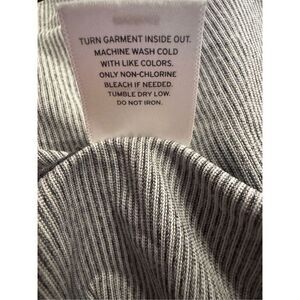 TURN GARMENT INSIDE OUT.
MACHINE WASH COLD
WITH LIKE COLORS.
ONLY NON-CHLORINE
BLEACH IF NEEDED.
TUMBLE DRY LOW.
DO NOT IRON.